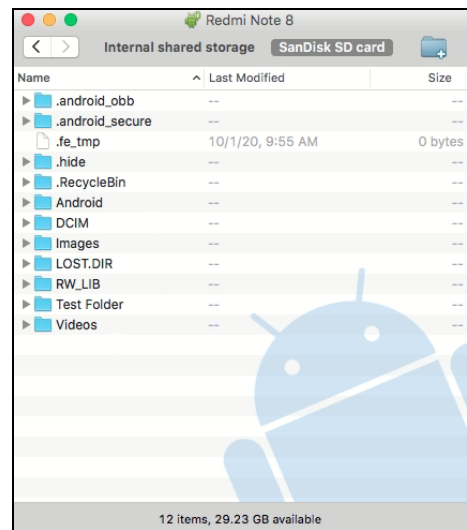 Redmi Note 8
Internal shared storage SanDisk SD card
Name Last Modified Size
.android_obb -- --
.android_secure -- --
.fe_tmp 10/1/20, 9:55 AM 0 bytes
.hide -- --
.RecycleBin -- --
Android -- --
DCIM -- --
Images -- --
LOST.DIR -- --
RW_LIB -- --
Test Folder -- --
Videos -- --
12 items, 29.23 GB available